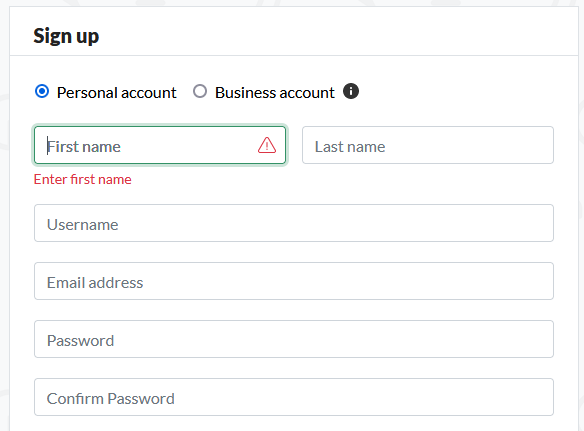 Sign up
Personal account Business account
First name Last name
Enter first name
Username
Email address
Password
Confirm Password